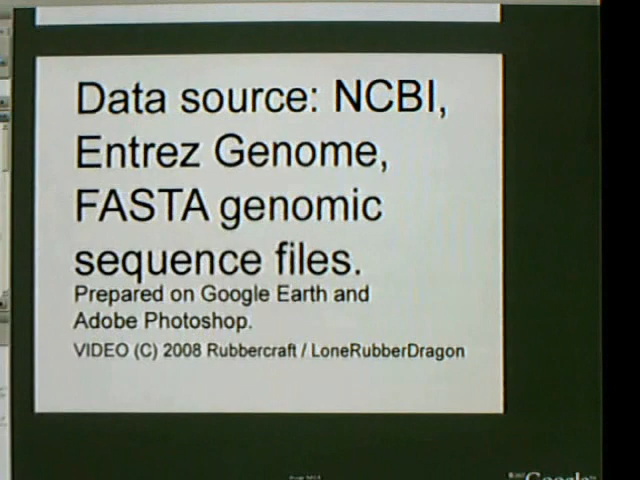 Data source: NCBI,
Entrez Genome,
FASTA genomic
sequence files.
Prepared on Google Earth and
Adobe Photoshop.
VIDEO (C) 2008 Rubbercraft / LoneRubberDragon
Google